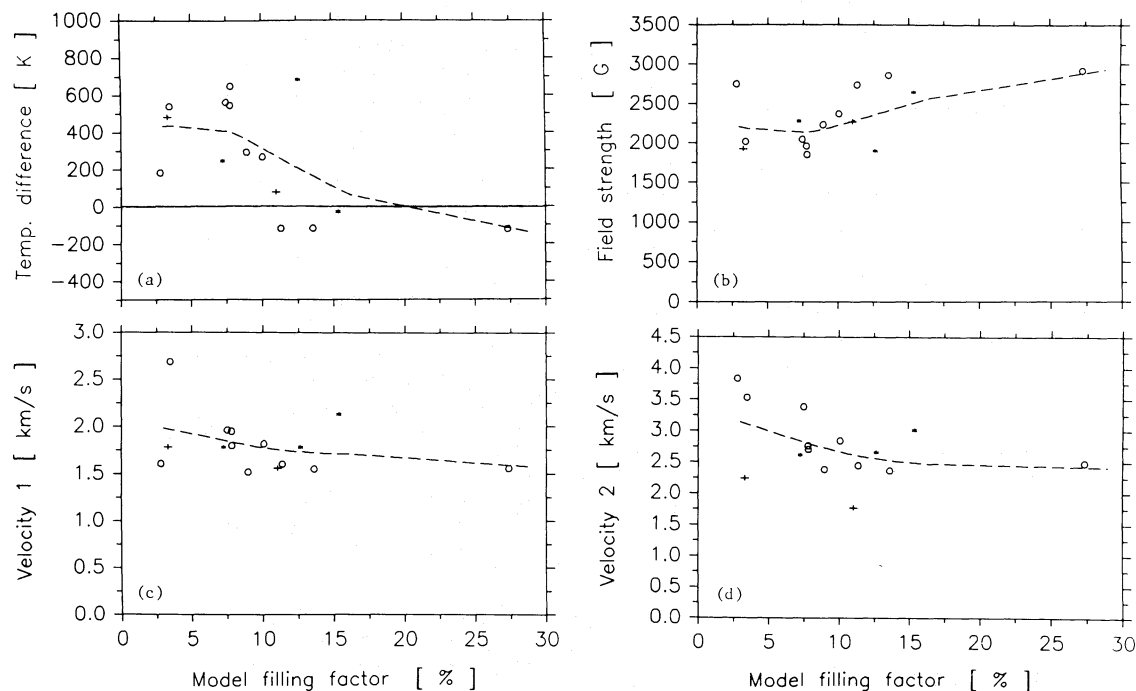 Temp. difference [ K ]
1000
800
600
400
200
0
−200
−400
(a)
Field strength [ G ]
3500
3000
2500
2000
1500
1000
500
0
(b)
Velocity 1 [ km/s ]
3.0
2.5
2.0
1.5
1.0
0.5
0.0
(c)
0 5 10 15 20 25 30
Model filling factor [ % ]
Velocity 2 [ km/s ]
4.5
4.0
3.5
3.0
2.5
2.0
1.5
1.0
0.5
0.0
(d)
0 5 10 15 20 25 30
Model filling factor [ % ]